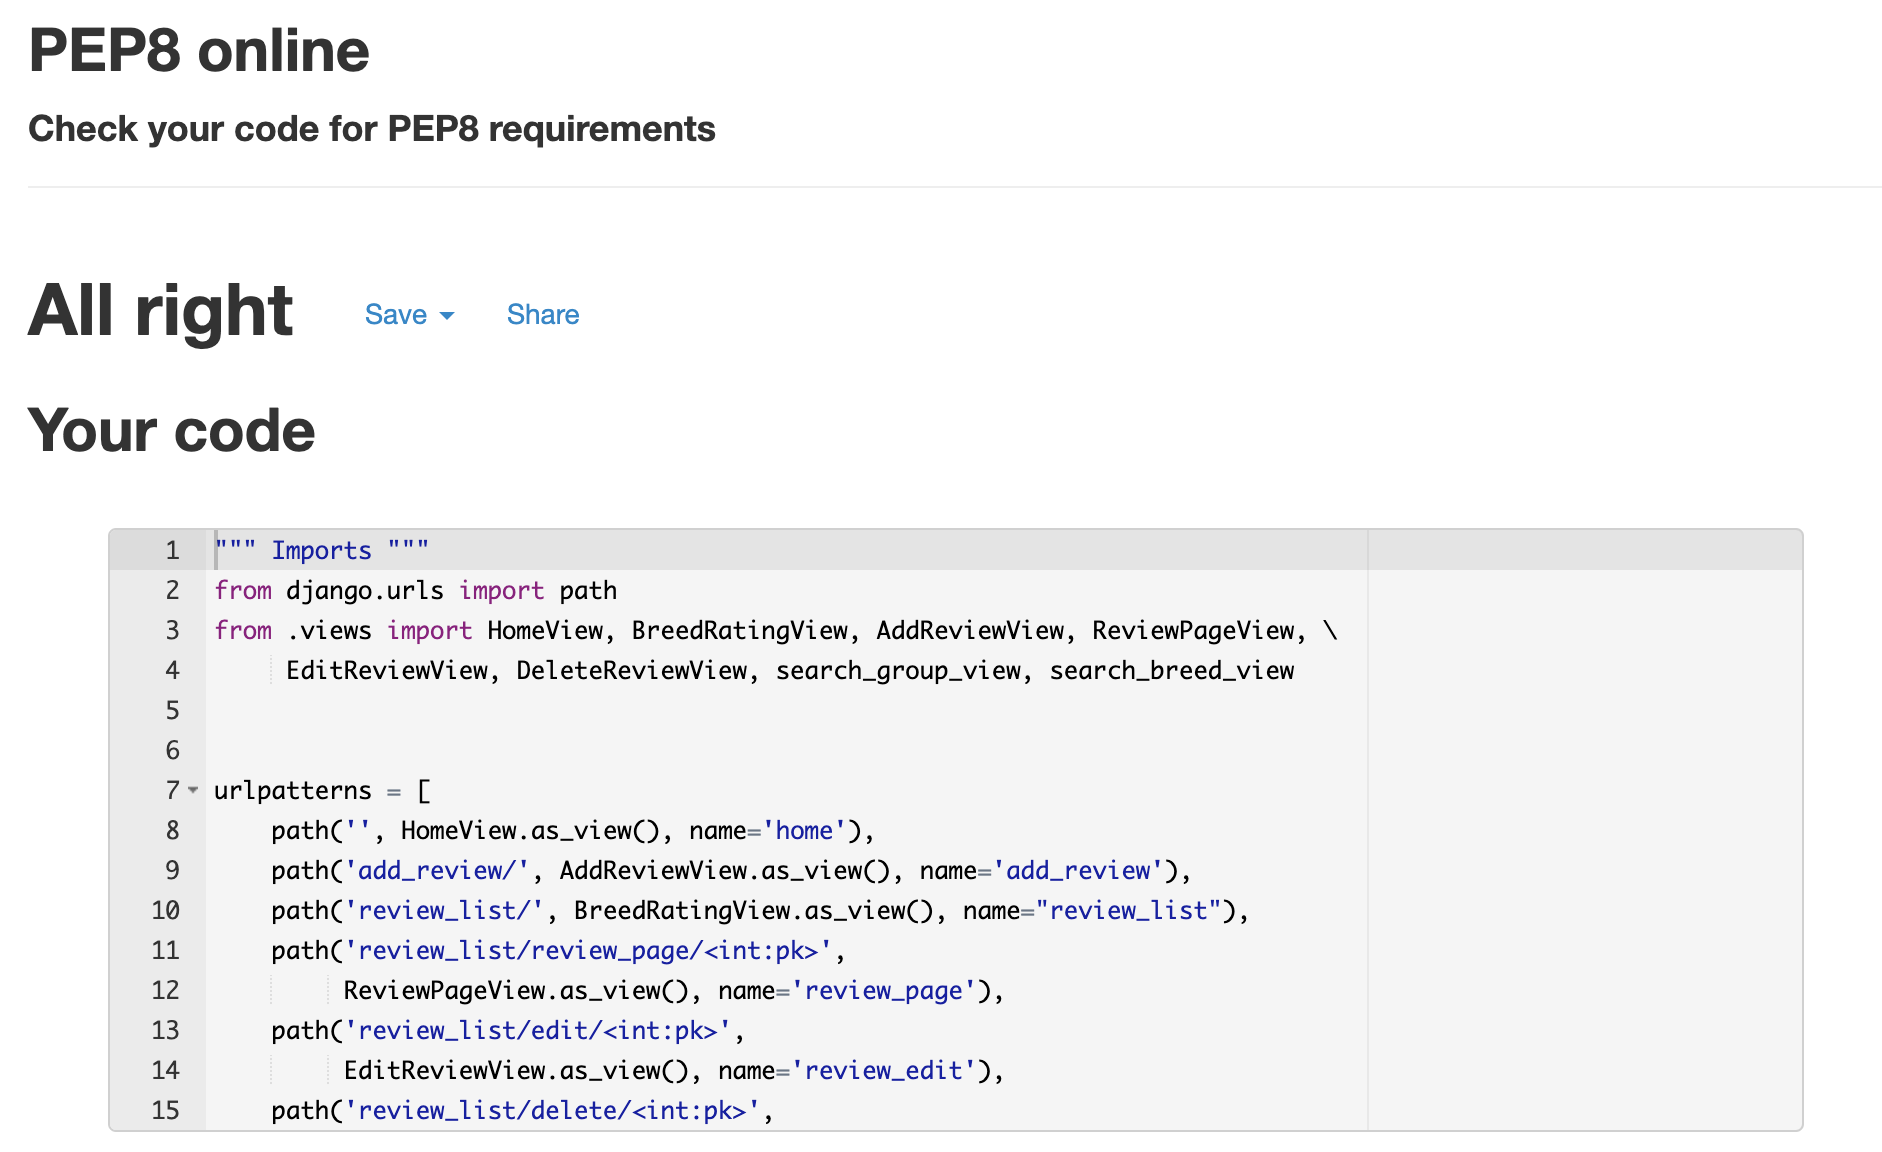 PEP8 online
Check your code for PEP8 requirements
All right Save Share
Your code
1 """ Imports """
2 from django.urls import path
3 from .views import HomeView, BreedRatingView, AddReviewView, ReviewPageView, \
4     EditReviewView, DeleteReviewView, search_group_view, search_breed_view
5
6
7 urlpatterns = [
8     path('', HomeView.as_view(), name='home'),
9     path('add_review/', AddReviewView.as_view(), name='add_review'),
10     path('review_list/', BreedRatingView.as_view(), name="review_list"),
11     path('review_list/review_page/<int:pk>',
12          ReviewPageView.as_view(), name='review_page'),
13     path('review_list/edit/<int:pk>',
14          EditReviewView.as_view(), name='review_edit'),
15     path('review_list/delete/<int:pk>',